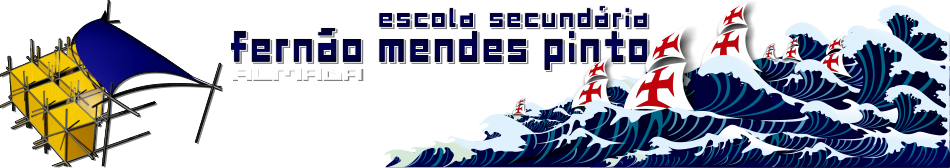 escola secundária
fernão mendes pinto
ALMADA